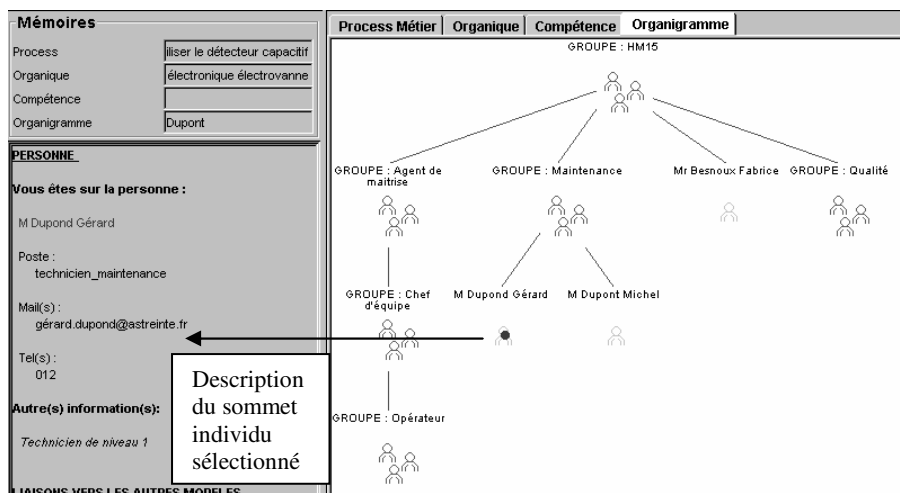 Mémoires
Process iliser le détecteur capacitif
Organique électronique électrovanne
Compétence
Organigramme Dupont
PERSONNE
Vous êtes sur la personne :
M Dupond Gérard
Poste :
technicien_maintenance
Mail(s) :
gérard.dupond@astreinte.fr
Tel(s) :
012
Autre(s) information(s):
Technicien de niveau 1
LIAISONS VERS LES AUTRES MODELES
Process Métier Organique Compétence Organigramme
GROUPE : HM15
GROUPE : Agent de
maitrise
GROUPE : Maintenance
Mr Besnoux Fabrice
GROUPE : Qualité
GROUPE : Chef
d'équipe
M Dupond Gérard
M Dupont Michel
GROUPE : Opérateur
Description
du sommet
individu
sélectionné